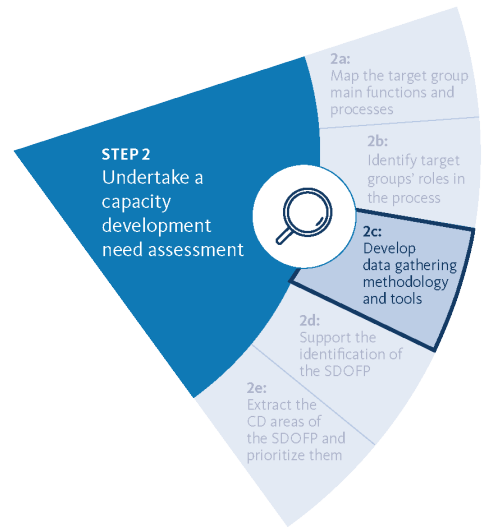 STEP 2
Undertake a
capacity
development
need assessment
2a:
Map the target group
main functions and
processes
2b:
Identify target
groups' roles in
the process
2c:
Develop
data gathering
methodology
and tools
2d:
Support the
identification of
the SDOFP
2e:
Extract the
CD areas of
the SDOFP and
prioritize them